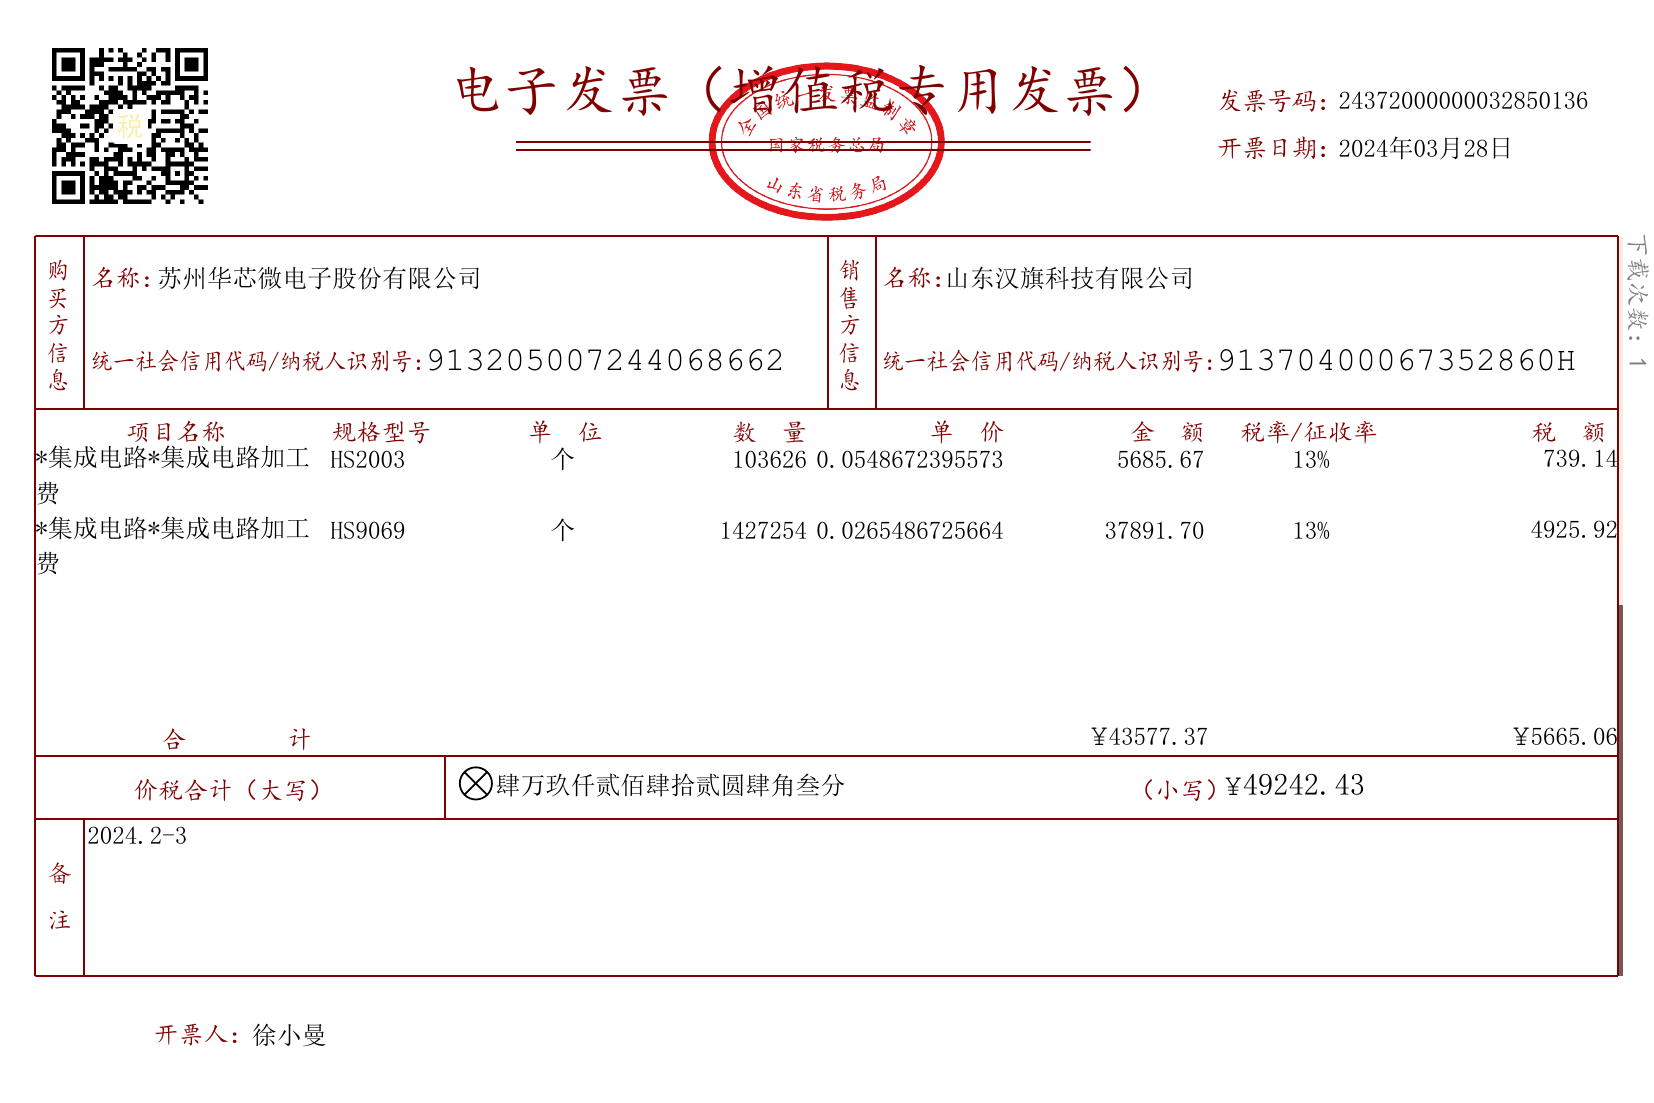 税
电子发票（增值税专用发票）
全国统一发票监制章
国家税务总局
山东省税务局
发票号码：24372000000032850136
开票日期：2024年03月28日
下载次数：1
购买方信息
名称：苏州华芯微电子股份有限公司
统一社会信用代码/纳税人识别号：913205007244068662
销售方信息
名称：山东汉旗科技有限公司
统一社会信用代码/纳税人识别号：91370400067352860H
项目名称 规格型号 单位 数量 单价 金额 税率/征收率 税额
*集成电路*集成电路加工 HS2003 个 103626 0.0548672395573 5685.67 13% 739.14
费
*集成电路*集成电路加工 HS9069 个 1427254 0.0265486725664 37891.70 13% 4925.92
费
合计 ¥43577.37 ¥5665.06
价税合计（大写） ⊗肆万玖仟贰佰肆拾贰圆肆角叁分 （小写）¥49242.43
备注
2024.2-3
开票人：徐小曼